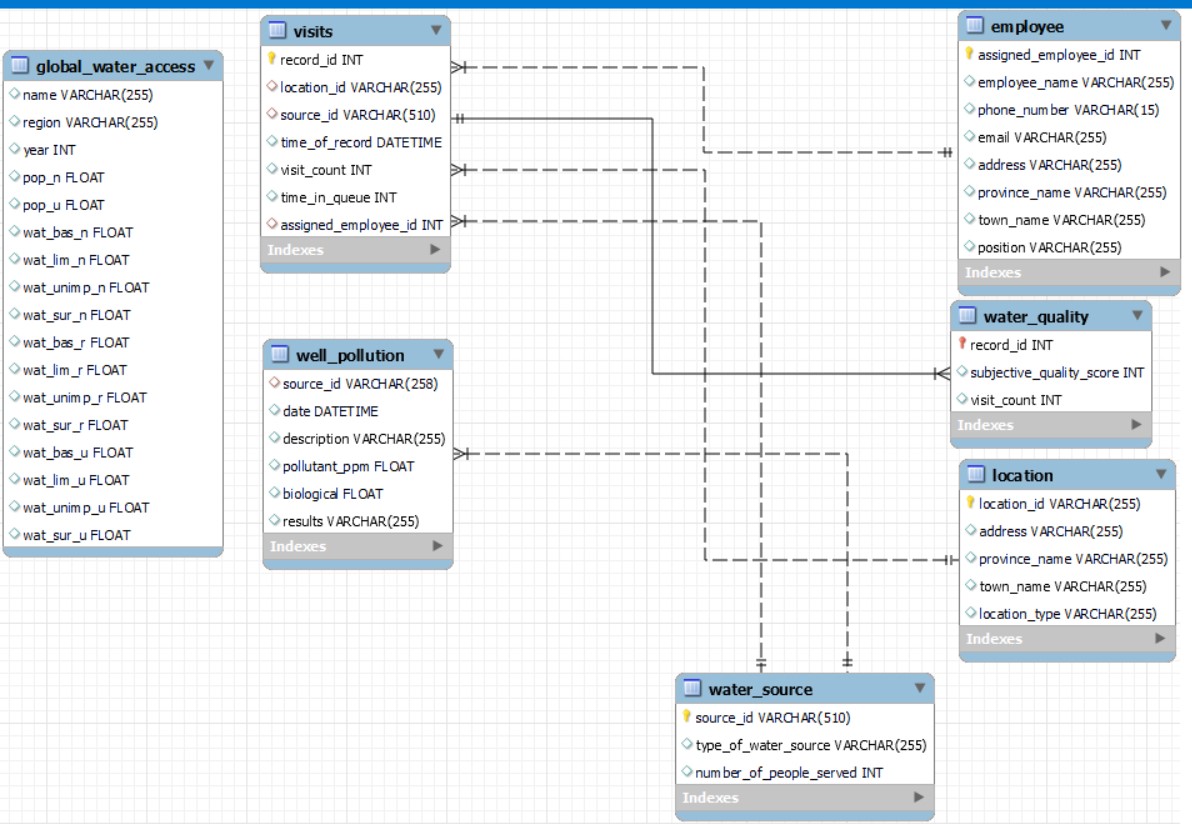 global_water_access
name VARCHAR(255)
region VARCHAR(255)
year INT
pop_n FLOAT
pop_u FLOAT
wat_bas_n FLOAT
wat_lim_n FLOAT
wat_unimp_n FLOAT
wat_sur_n FLOAT
wat_bas_r FLOAT
wat_lim_r FLOAT
wat_unimp_r FLOAT
wat_sur_r FLOAT
wat_bas_u FLOAT
wat_lim_u FLOAT
wat_unimp_u FLOAT
wat_sur_u FLOAT
visits
record_id INT
location_id VARCHAR(255)
source_id VARCHAR(510)
time_of_record DATETIME
visit_count INT
time_in_queue INT
assigned_employee_id INT
Indexes
well_pollution
source_id VARCHAR(258)
date DATETIME
description VARCHAR(255)
pollutant_ppm FLOAT
biological FLOAT
results VARCHAR(255)
Indexes
employee
assigned_employee_id INT
employee_name VARCHAR(255)
phone_number VARCHAR(15)
email VARCHAR(255)
address VARCHAR(255)
province_name VARCHAR(255)
town_name VARCHAR(255)
position VARCHAR(255)
Indexes
water_quality
record_id INT
subjective_quality_score INT
visit_count INT
Indexes
location
location_id VARCHAR(255)
address VARCHAR(255)
province_name VARCHAR(255)
town_name VARCHAR(255)
location_type VARCHAR(255)
Indexes
water_source
source_id VARCHAR(510)
type_of_water_source VARCHAR(255)
number_of_people_served INT
Indexes